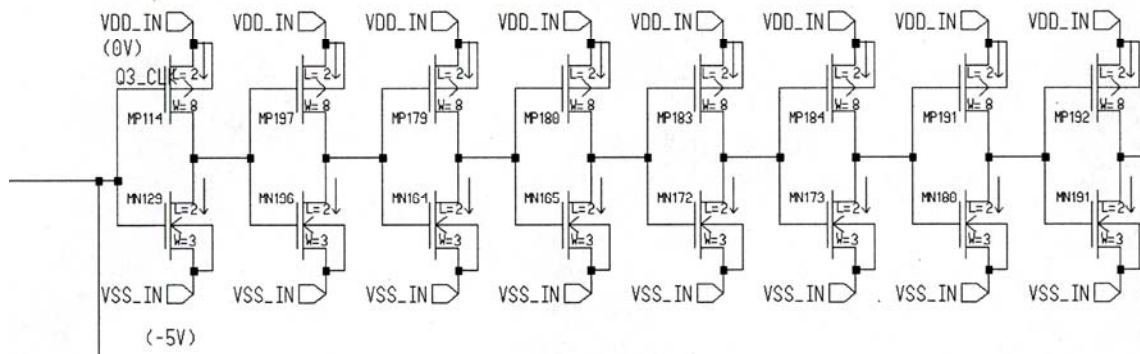 VDD_IN VDD_IN VDD_IN VDD_IN VDD_IN VDD_IN VDD_IN VDD_IN
(0V)
Q3_CLK L=2 L=2 L=2 L=2 L=2 L=2 L=2 L=2
W=8 W=8 W=8 W=8 W=8 W=8 W=8 W=8
MP114 MP197 MP179 MP180 MP183 MP184 MP191 MP192
MN129 MN196 MN164 MN165 MN172 MN173 MN180 MN191
L=2 L=2 L=2 L=2 L=2 L=2 L=2 L=2
W=3 W=3 W=3 W=3 W=3 W=3 W=3 W=3
VSS_IN VSS_IN VSS_IN VSS_IN VSS_IN VSS_IN VSS_IN VSS_IN
(-5V)